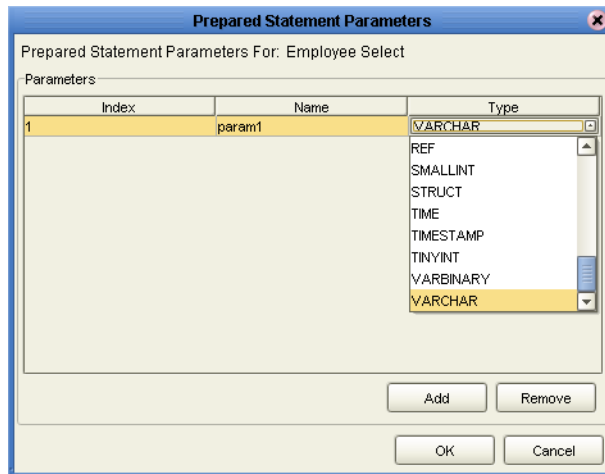 Prepared Statement Parameters
Prepared Statement Parameters For: Employee Select
Parameters
Index Name Type
1 param1 VARCHAR
REF
SMALLINT
STRUCT
TIME
TIMESTAMP
TINYINT
VARBINARY
VARCHAR
Add Remove
OK Cancel